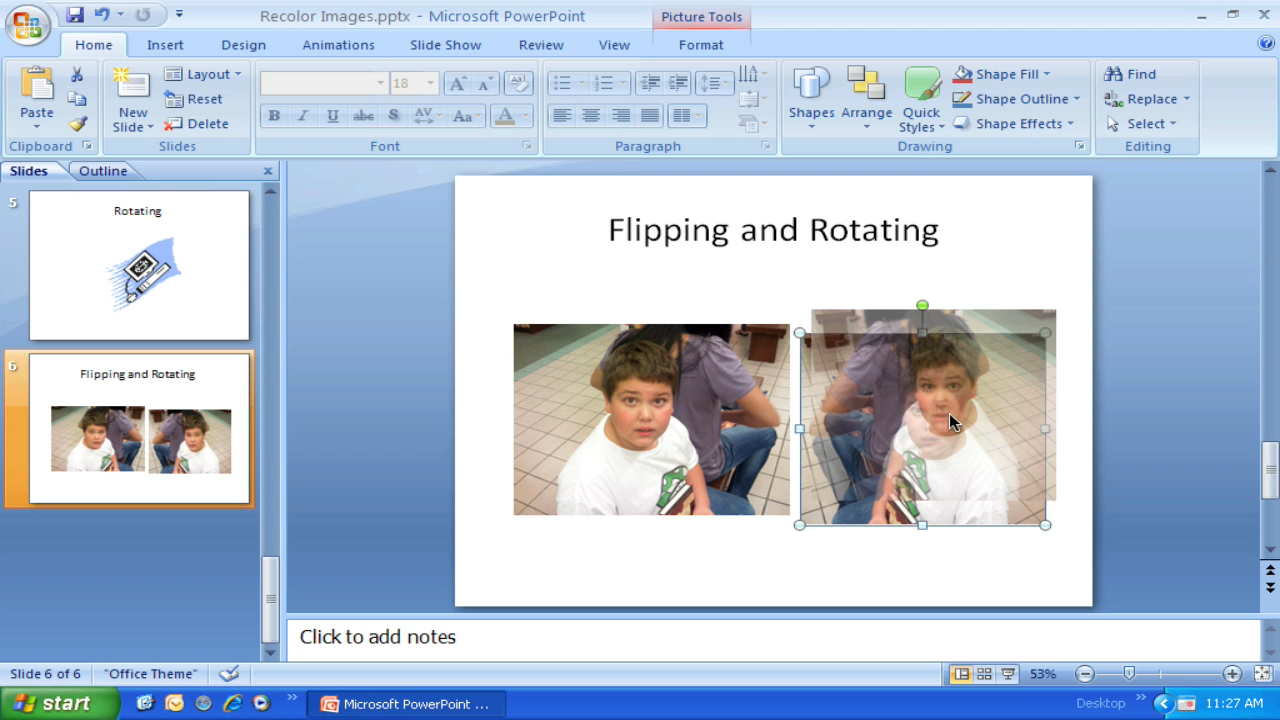 Recolor Images.pptx - Microsoft PowerPoint
Picture Tools
Home Insert Design Animations Slide Show Review View Format
Paste
New
Slide
Layout
Reset
Delete
18
B I U abc S AV Aa A
Shapes
Arrange
Quick
Styles
Shape Fill
Shape Outline
Shape Effects
Find
Replace
Select
Clipboard Slides Font Paragraph Drawing Editing
Slides Outline
5
Rotating
6
Flipping and Rotating
Flipping and Rotating
Click to add notes
Slide 6 of 6 "Office Theme" 53%
start Microsoft PowerPoint ... Desktop 11:27 AM